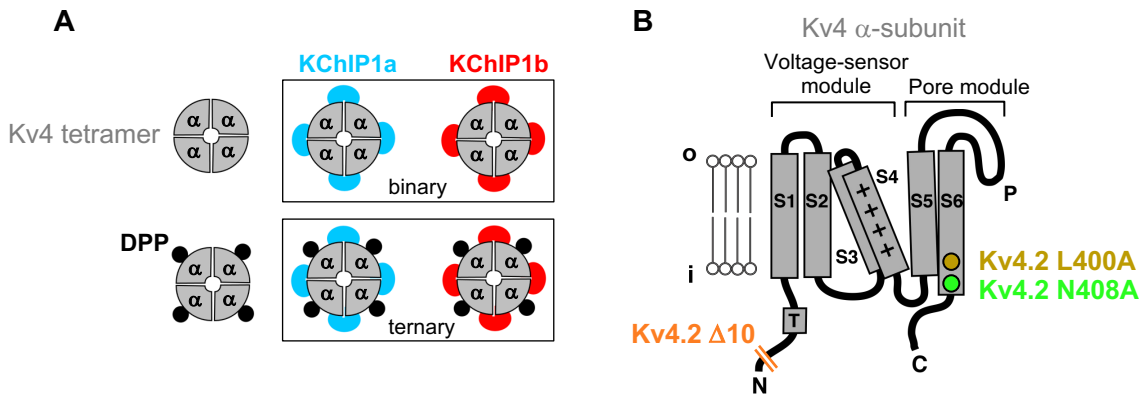 A
KChIP1a
KChIP1b
Kv4 tetramer
α α
α α
α α
α α
α α
α α
binary
DPP
α α
α α
α α
α α
α α
α α
ternary
B
Kv4 α-subunit
Voltage-sensor
module
Pore module
o
i
S1
S2
S3
S4
+
+
+
+
S5
S6
P
Kv4.2 L400A
Kv4.2 N408A
T
Kv4.2 Δ10
N
C